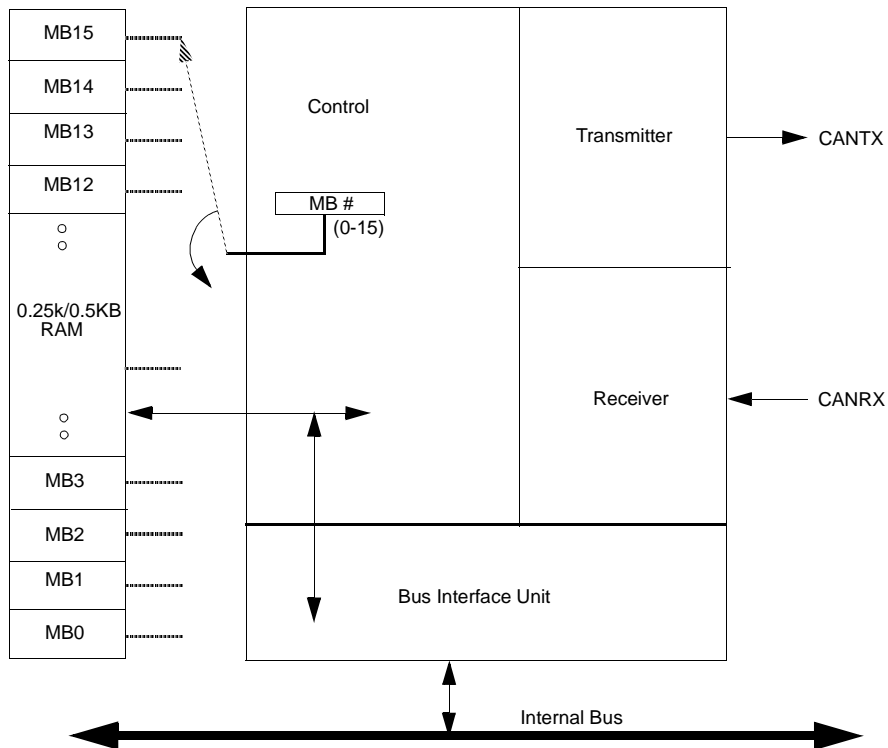 MB15
MB14
MB13
MB12
0.25k/0.5KB
RAM
MB3
MB2
MB1
MB0
Control
MB #
(0-15)
Transmitter
CANTX
Receiver
CANRX
Bus Interface Unit
Internal Bus